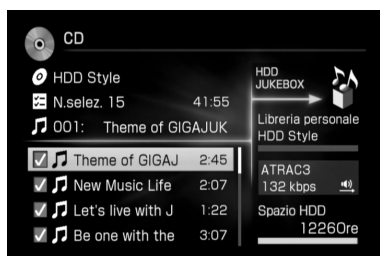 CD
HDD Style
N.selez. 15 41:55
001: Theme of GIGAJUK
Theme of GIGAJ 2:45
New Music Life 2:07
Let's live with J 1:22
Be one with the 3:07
HDD
JUKEBOX
Libreria personale
HDD Style
ATRAC3
132 kbps
Spazio HDD
1226Ore